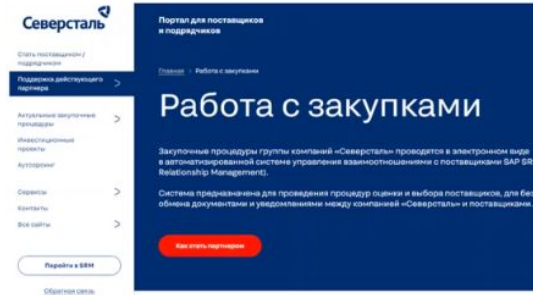 Северсталь
Стать поставщиком /
подрядчиком
Поддержка действующего
партнера
Актуальные закупочные
процедуры
Инвестиционные
проекты
Аутсорсинг
Сервисы
Контакты
Все сайты
Перейти в SRM
Обратная связь
Портал для поставщиков
и подрядчиков
Главная Работа с закупками
Работа с закупками
Закупочные процедуры группы компаний «Северсталь» проводятся в электронном виде
в автоматизированной системе управления взаимоотношениями с поставщиками SAP SR
Relationship Management).
Система предназначена для проведения процедур оценки и выбора поставщиков, для без
обмена документами и уведомлениями между компанией «Северсталь» и поставщиками.
Как стать партнером